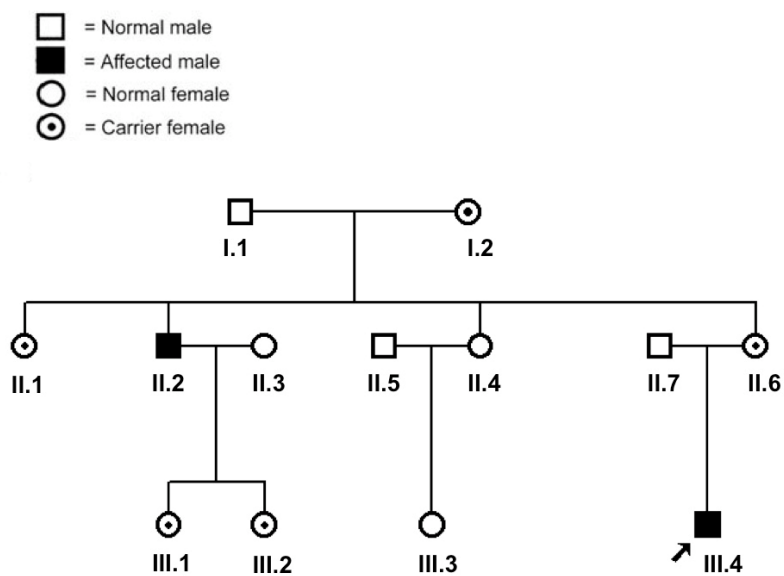 = Normal male
= Affected male
= Normal female
= Carrier female
I.1 I.2
II.1 II.2 II.3 II.5 II.4 II.7 II.6
III.1 III.2 III.3 III.4